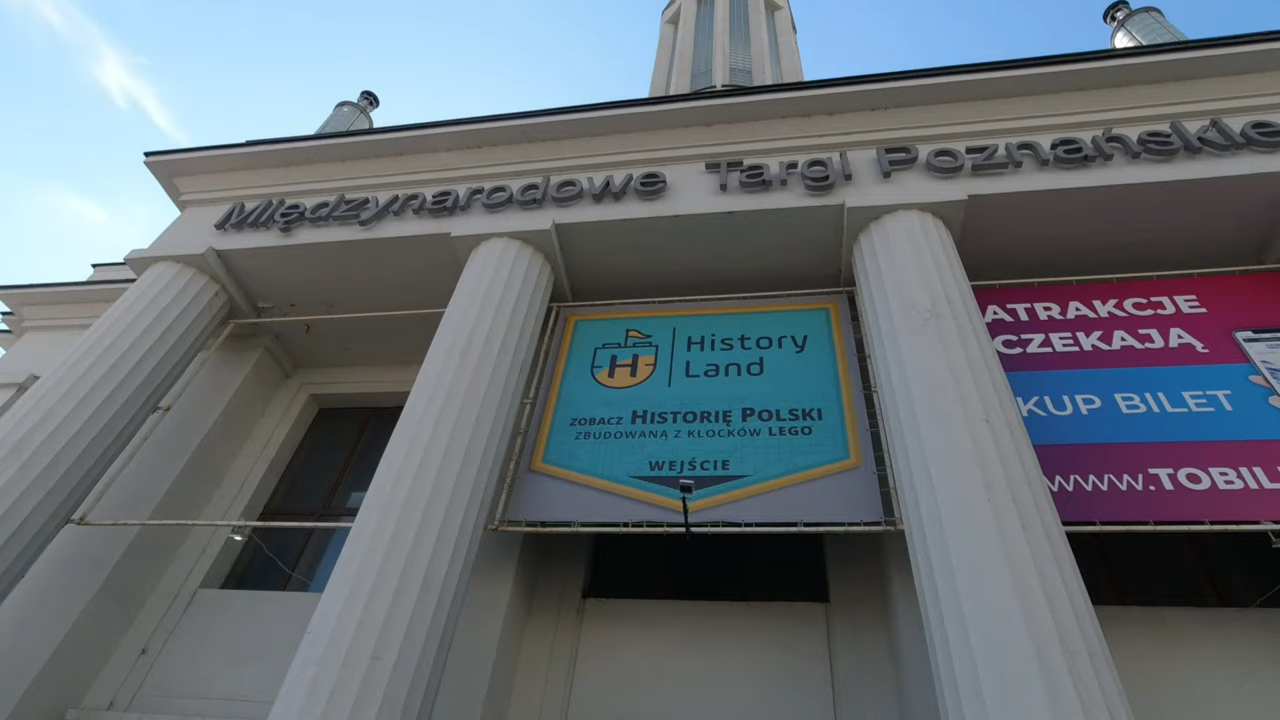 Międzynarodowe Targi Poznańskie
H
History
Land
ZOBACZ HISTORIĘ POLSKI
ZBUDOWANĄ Z KLOCKÓW LEGO
WEJŚCIE
ATRAKCJE
CZEKAJĄ
KUP BILET
www.TOBIL